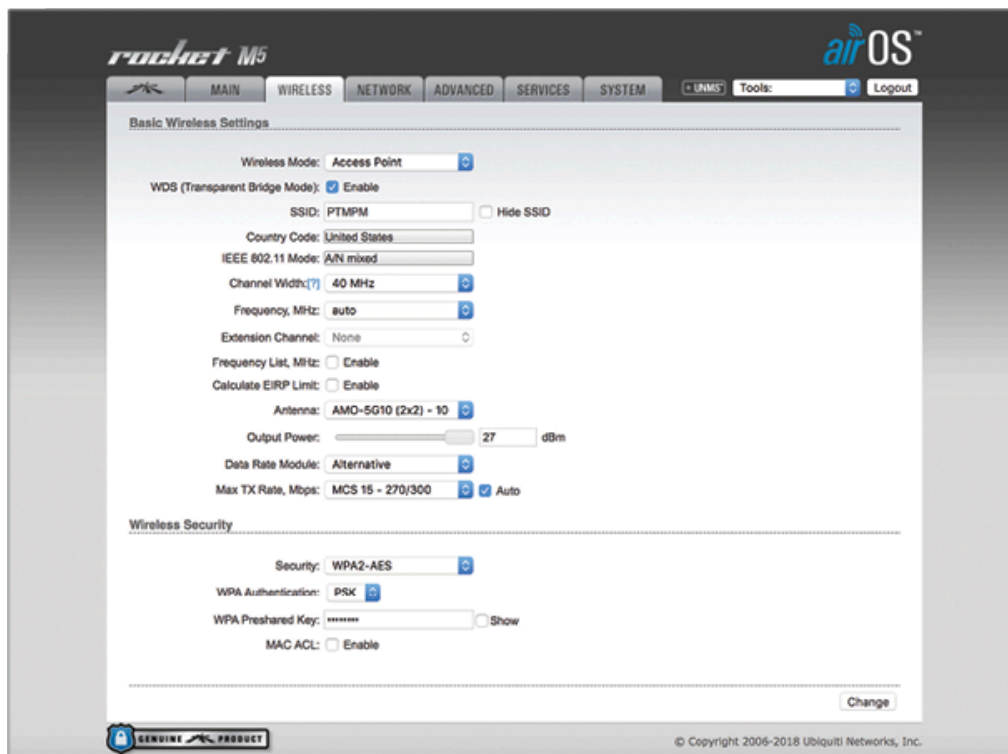 rocket M5
airOS™
MAIN WIRELESS NETWORK ADVANCED SERVICES SYSTEM UNMS Tools: Logout
Basic Wireless Settings
Wireless Mode: Access Point
WDS (Transparent Bridge Mode): Enable
SSID: PTMPM Hide SSID
Country Code: United States
IEEE 802.11 Mode: A/N mixed
Channel Width:[?] 40 MHz
Frequency, MHz: auto
Extension Channel: None
Frequency List, MHz: Enable
Calculate EIRP Limit: Enable
Antenna: AMO-5G10 (2x2) - 10
Output Power: 27 dBm
Data Rate Module: Alternative
Max TX Rate, Mbps: MCS 15 - 270/300 Auto
Wireless Security
Security: WPA2-AES
WPA Authentication: PSK
WPA Preshared Key: •••••••• Show
MAC ACL: Enable
Change
GENUINE PRODUCT
© Copyright 2006-2018 Ubiquiti Networks, Inc.